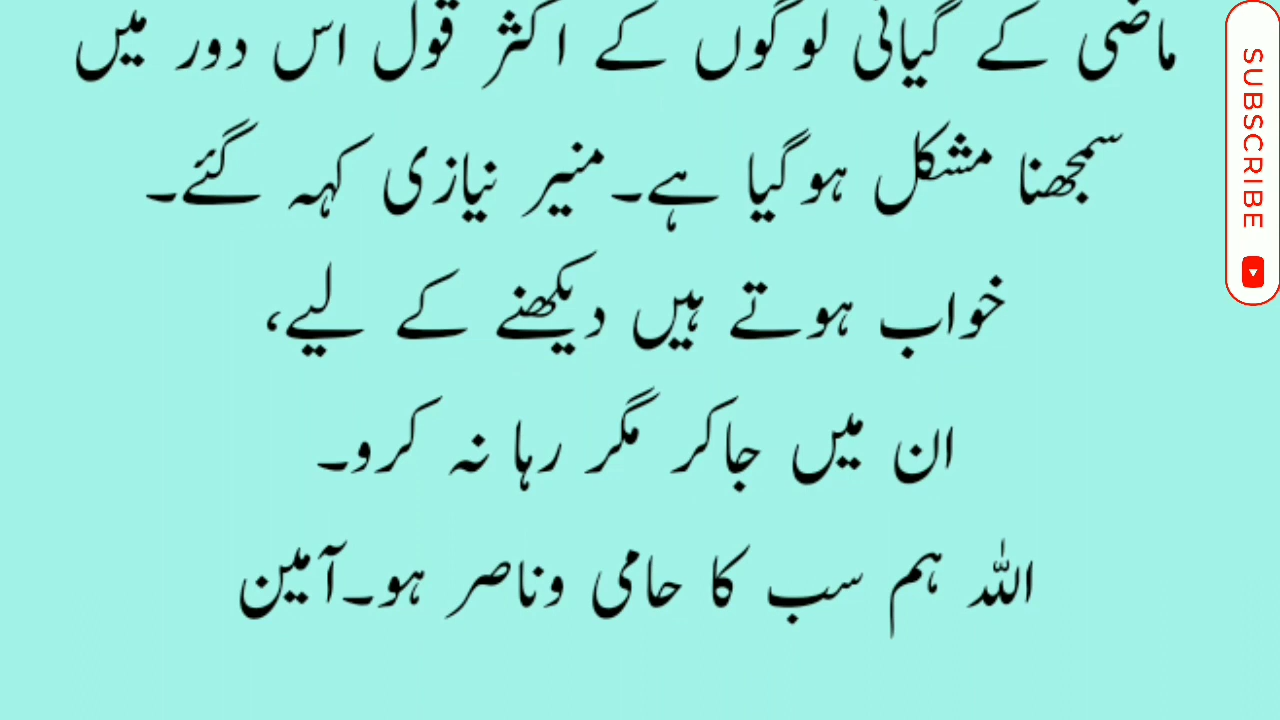 ماضی کے گیانی لوگوں کے اکثر قول اس دور میں
سمجھنا مشکل ہوگیا ہے۔منیر نیازی کہہ گئے۔
خواب ہوتے ہیں دیکھنے کے لیے،
ان میں جاکر مگر رہا نہ کرو۔
اللہ ہم سب کا حامی وناصر ہو۔آمین
SUBSCRIBE